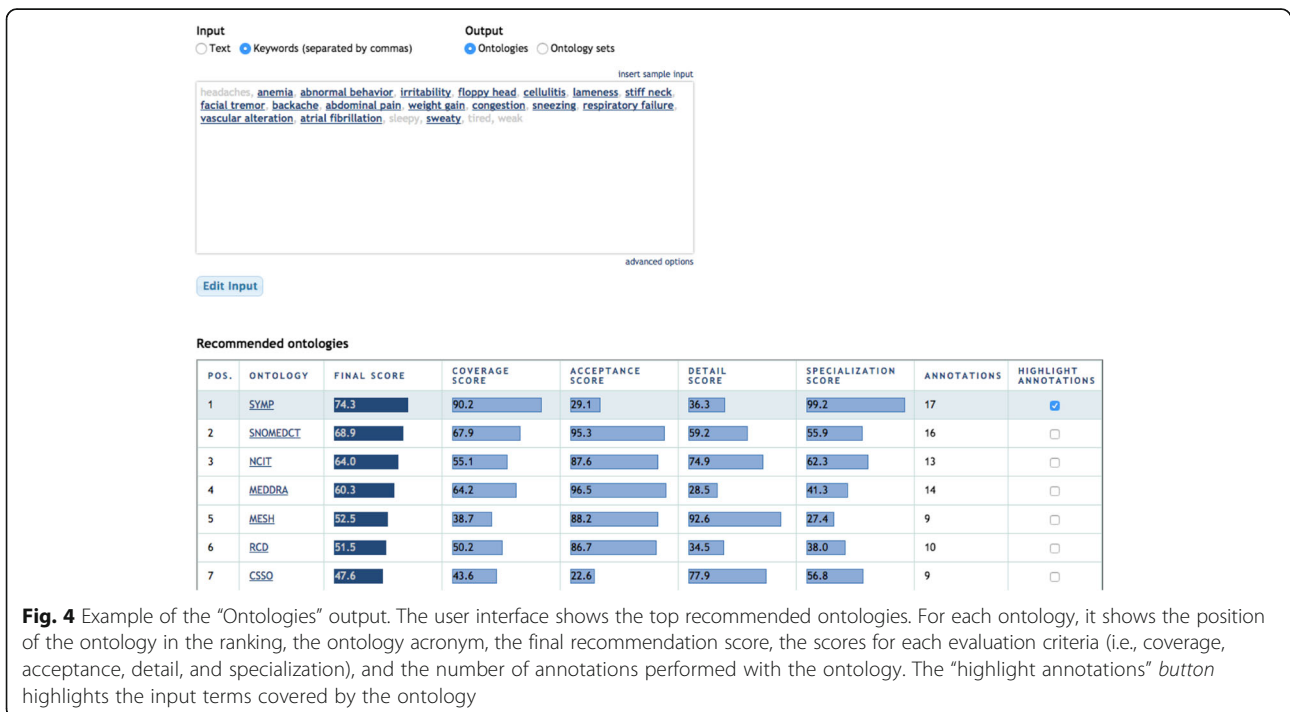 Input Output
Text Keywords (separated by commas) Ontologies Ontology sets
insert sample input
headaches, anemia, abnormal behavior, irritability, floppy head, cellulitis, lameness, stiff neck,
facial tremor, backache, abdominal pain, weight gain, congestion, sneezing, respiratory failure,
vascular alteration, atrial fibrillation, sleepy, sweaty, tired, weak
advanced options
Edit Input
Recommended ontologies
POS. ONTOLOGY FINAL SCORE COVERAGE SCORE ACCEPTANCE SCORE DETAIL SCORE SPECIALIZATION SCORE ANNOTATIONS HIGHLIGHT ANNOTATIONS
1 SYMP 74.3 90.2 29.1 36.3 99.2 17
2 SNOMEDCT 68.9 67.9 95.3 59.2 55.9 16
3 NCIT 64.0 55.1 87.6 74.9 62.3 13
4 MEDDRA 60.3 64.2 96.5 28.5 41.3 14
5 MESH 52.5 38.7 88.2 92.6 27.4 9
6 RCD 51.5 50.2 86.7 34.5 38.0 10
7 CSSO 47.6 43.6 22.6 77.9 56.8 9
Fig. 4 Example of the “Ontologies” output. The user interface shows the top recommended ontologies. For each ontology, it shows the position
of the ontology in the ranking, the ontology acronym, the final recommendation score, the scores for each evaluation criteria (i.e., coverage,
acceptance, detail, and specialization), and the number of annotations performed with the ontology. The “highlight annotations” button
highlights the input terms covered by the ontology